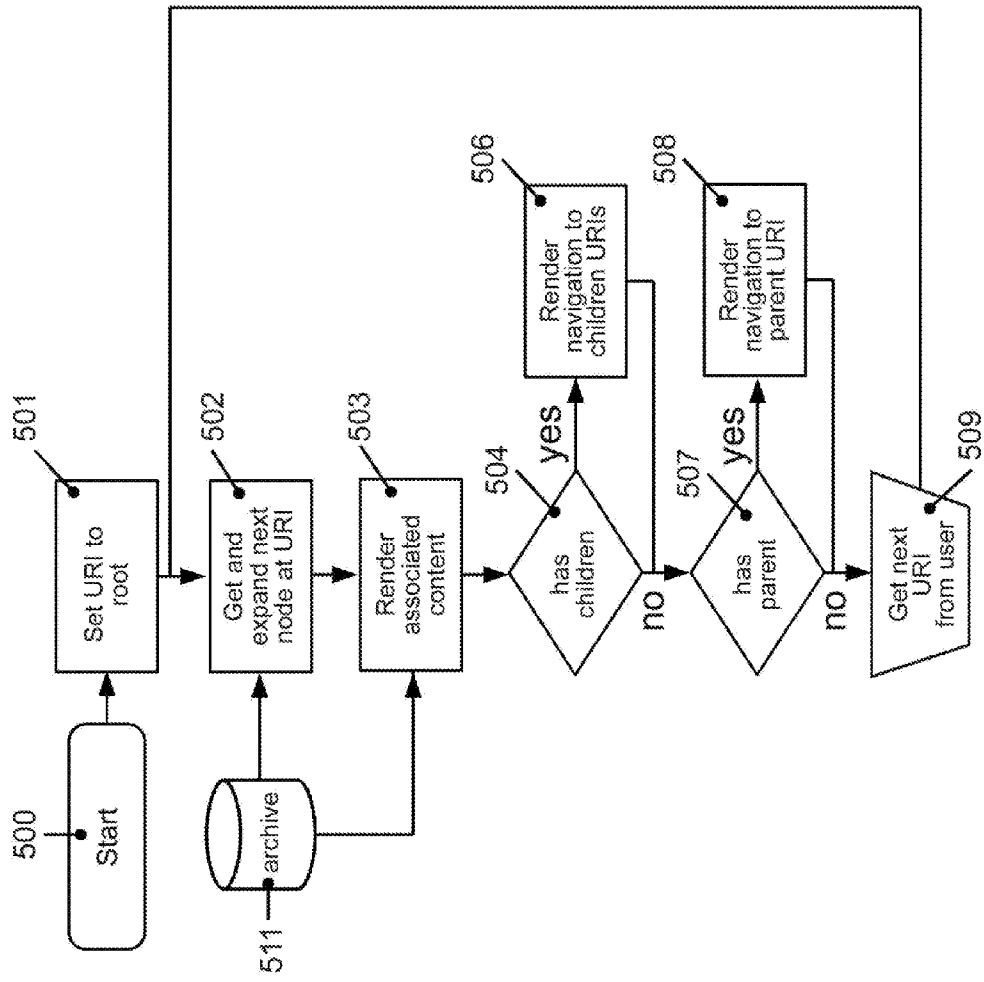 500
Start
501
Set URI to
root
502
Get and
expand next
node at URI
511
archive
503
Render
associated
content
504
has
children
yes
no
506
Render
navigation to
children URIs
507
has
parent
yes
no
508
Render
navigation to
parent URI
509
Get next
URI
from user